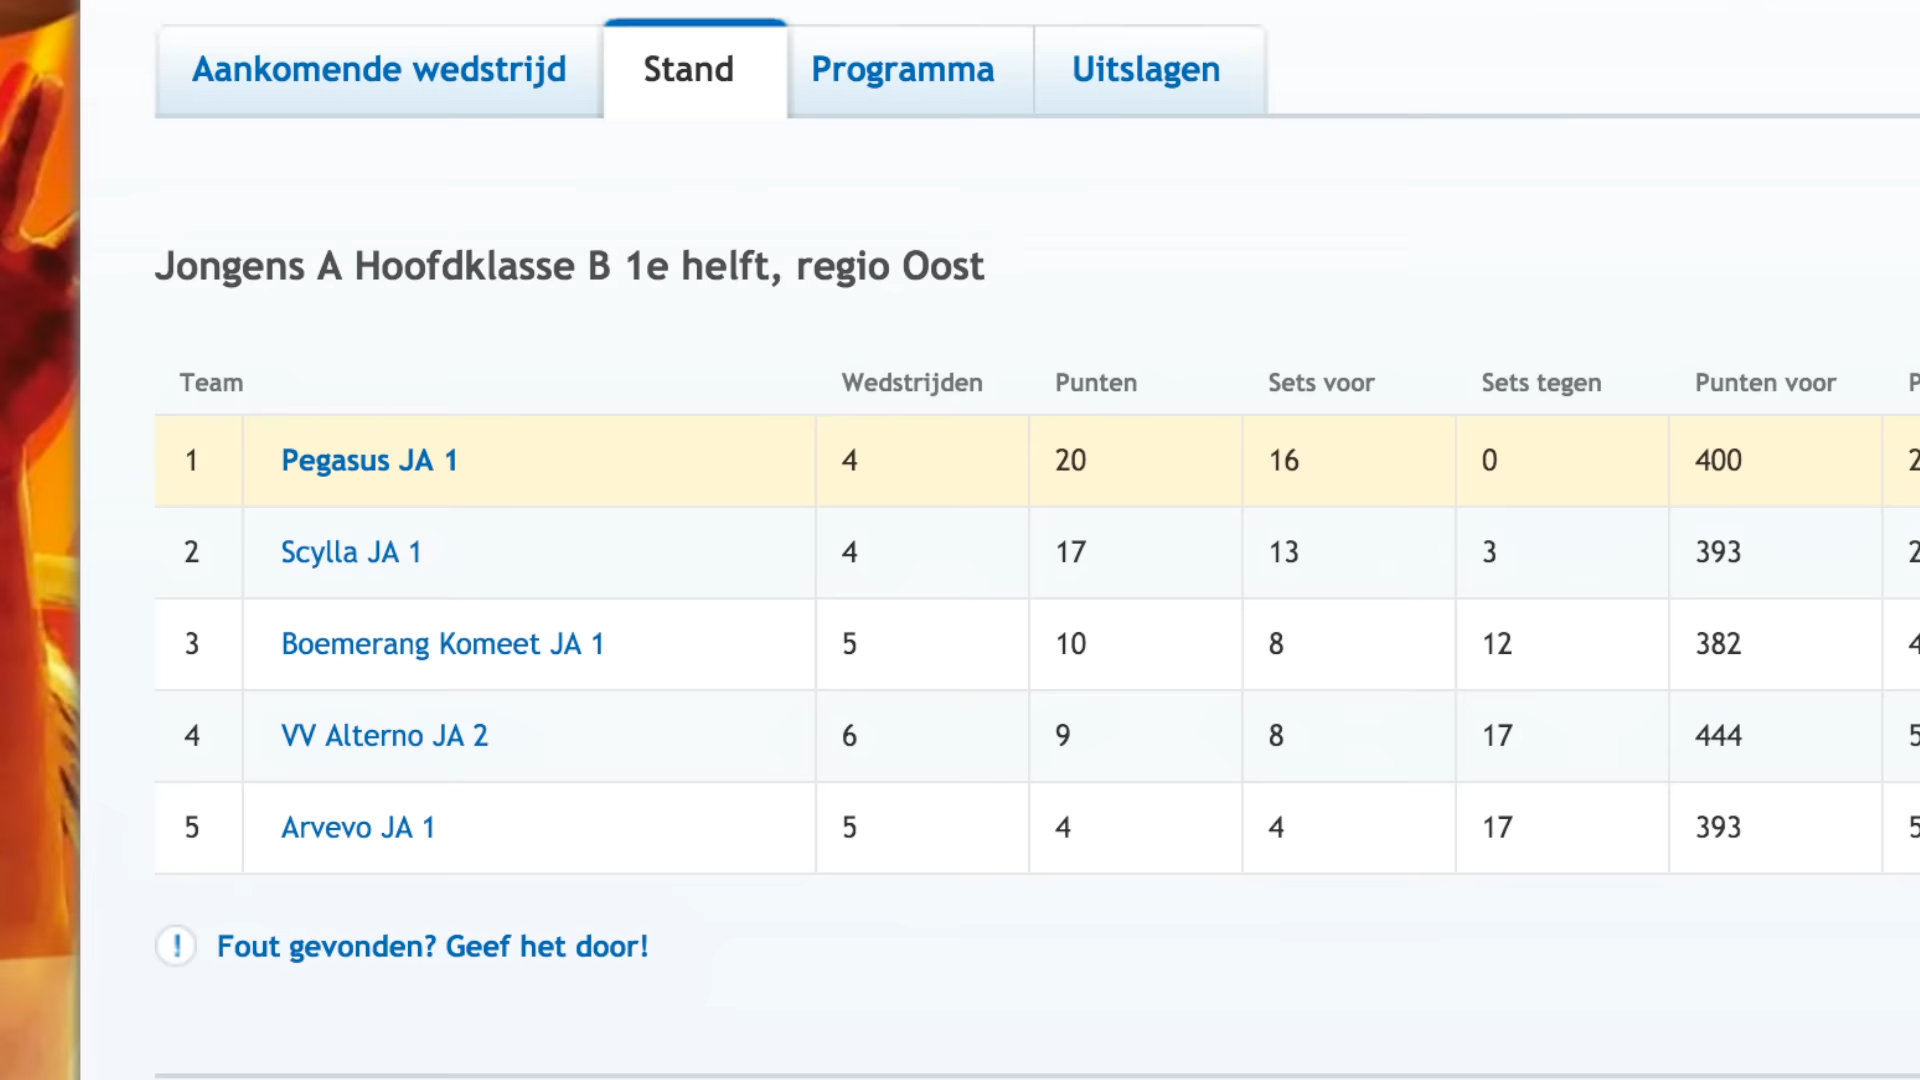 Aankomende wedstrijd Stand Programma Uitslagen
Jongens A Hoofdklasse B 1e helft, regio Oost
Team Wedstrijden Punten Sets voor Sets tegen Punten voor
1 Pegasus JA 1 4 20 16 0 400
2 Scylla JA 1 4 17 13 3 393
3 Boemerang Komeet JA 1 5 10 8 12 382
4 VV Alterno JA 2 6 9 8 17 444
5 Arvevo JA 1 5 4 4 17 393
! Fout gevonden? Geef het door!